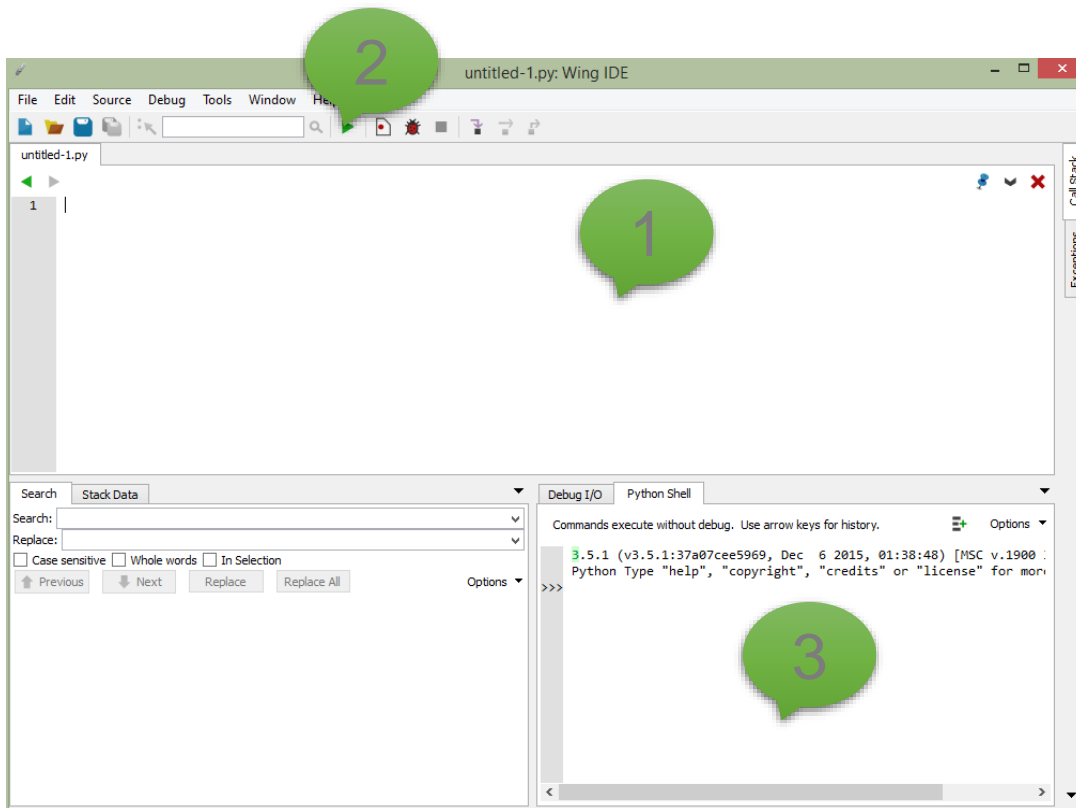 2
untitled-1.py: Wing IDE
File Edit Source Debug Tools Window
untitled-1.py
1
1
Call Stack
Exceptions
Search Stack Data
Search:
Replace:
Case sensitive Whole words In Selection
Previous Next Replace Replace All Options
Debug I/O Python Shell
Commands execute without debug. Use arrow keys for history. Options
3.5.1 (v3.5.1:37a07cee5969, Dec 6 2015, 01:38:48) [MSC v.1900
Python Type "help", "copyright", "credits" or "license" for more
>>>
3